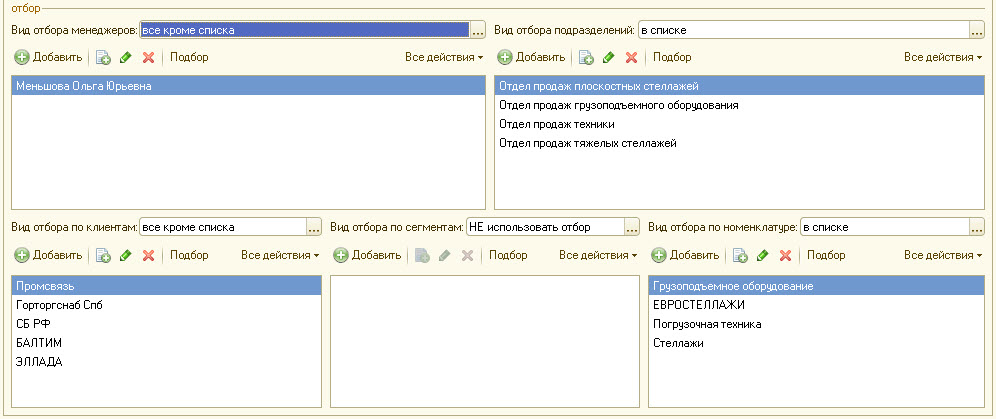 отбор
Вид отбора менеджеров: все кроме списка ...
Вид отбора подразделений: в списке ...
Добавить Подбор Все действия
Добавить Подбор Все действия
Меньшова Ольга Юрьевна
Отдел продаж плоскостных стеллажей
Отдел продаж грузоподъемного оборудования
Отдел продаж техники
Отдел продаж тяжелых стеллажей
Вид отбора по клиентам: все кроме списка ...
Вид отбора по сегментам: НЕ использовать отбор ...
Вид отбора по номенклатуре: в списке ...
Добавить Подбор Все действия
Добавить Подбор Все действия
Добавить Подбор Все действия
Промсвязь
Горторгснаб Спб
СБ РФ
БАЛТИМ
ЭЛЛАДА
Грузоподъемное оборудование
ЕВРОСТЕЛЛАЖИ
Погрузочная техника
Стеллажи